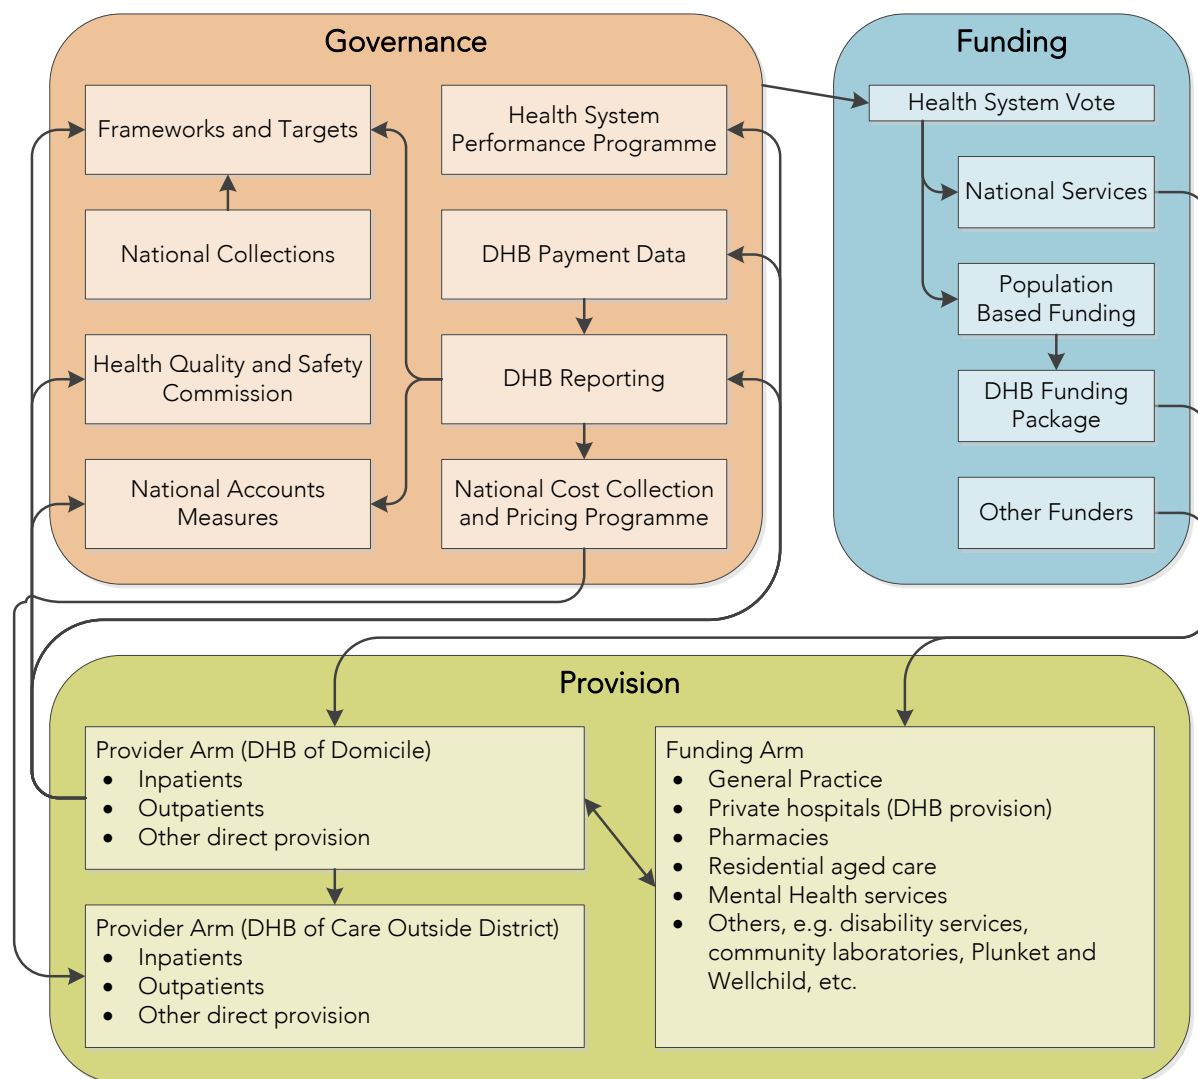 Governance
Frameworks and Targets
Health System
Performance Programme
National Collections
DHB Payment Data
Health Quality and Safety
Commission
DHB Reporting
National Accounts
Measures
National Cost Collection
and Pricing Programme
Funding
Health System Vote
National Services
Population
Based Funding
DHB Funding
Package
Other Funders
Provision
Provider Arm (DHB of Domicile)
• Inpatients
• Outpatients
• Other direct provision
Provider Arm (DHB of Care Outside District)
• Inpatients
• Outpatients
• Other direct provision
Funding Arm
• General Practice
• Private hospitals (DHB provision)
• Pharmacies
• Residential aged care
• Mental Health services
• Others, e.g. disability services,
community laboratories, Plunket and
Wellchild, etc.